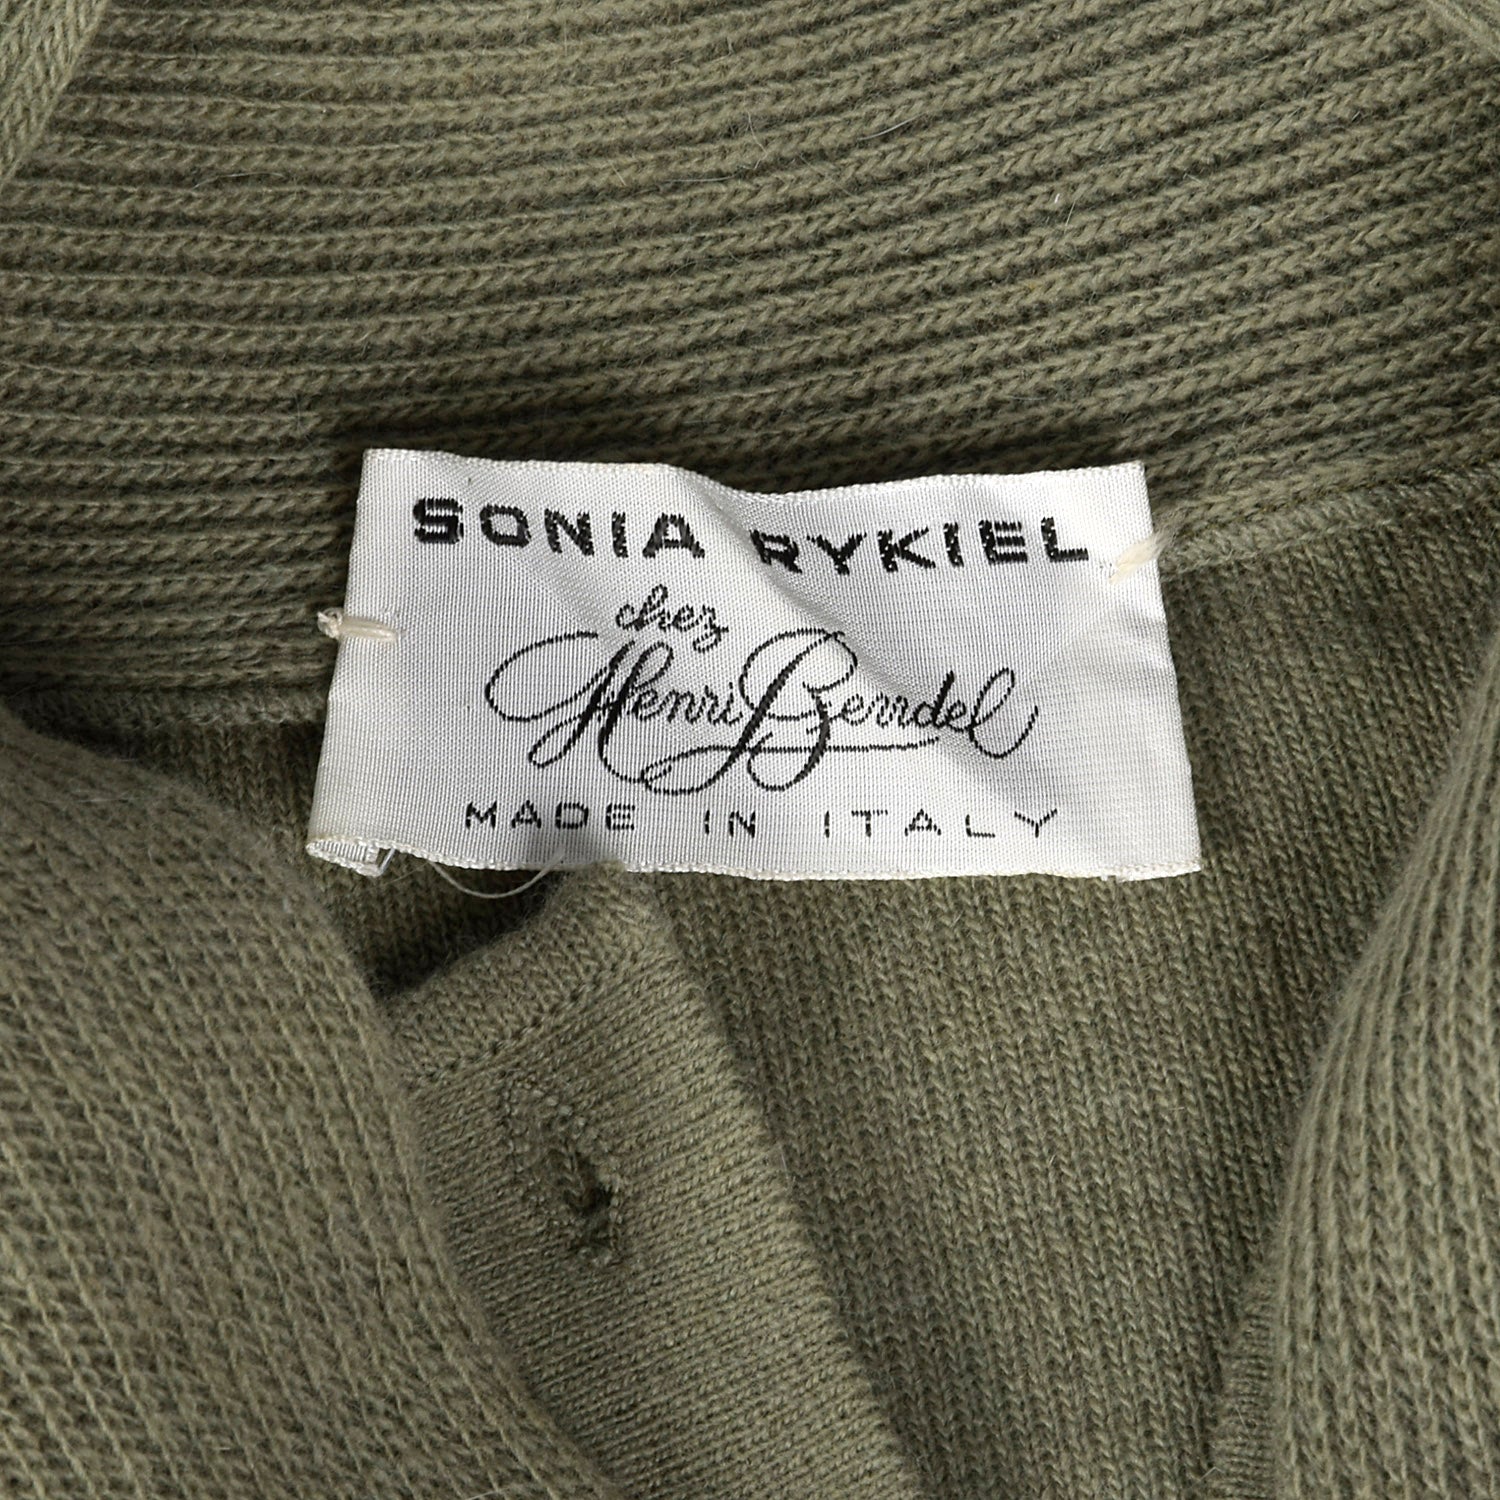 SONIA RYKIEL
chez
Henri Bendel
MADE IN ITALY